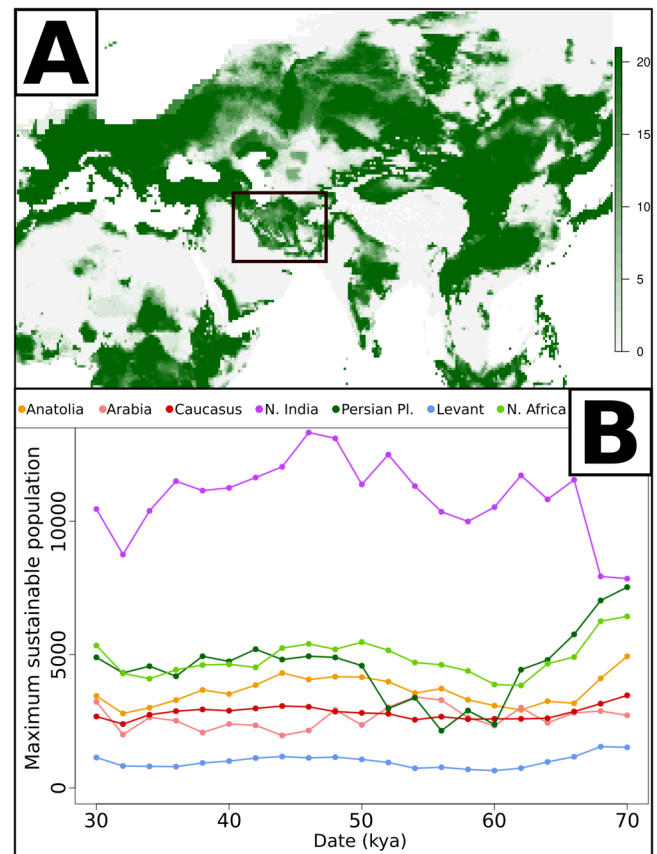 A
20
15
10
5
0
Anatolia Arabia Caucasus N. India Persian Pl. Levant N. Africa
B
Maximum sustainable population
10000
5000
0
30 40 50 60 70
Date (kya)